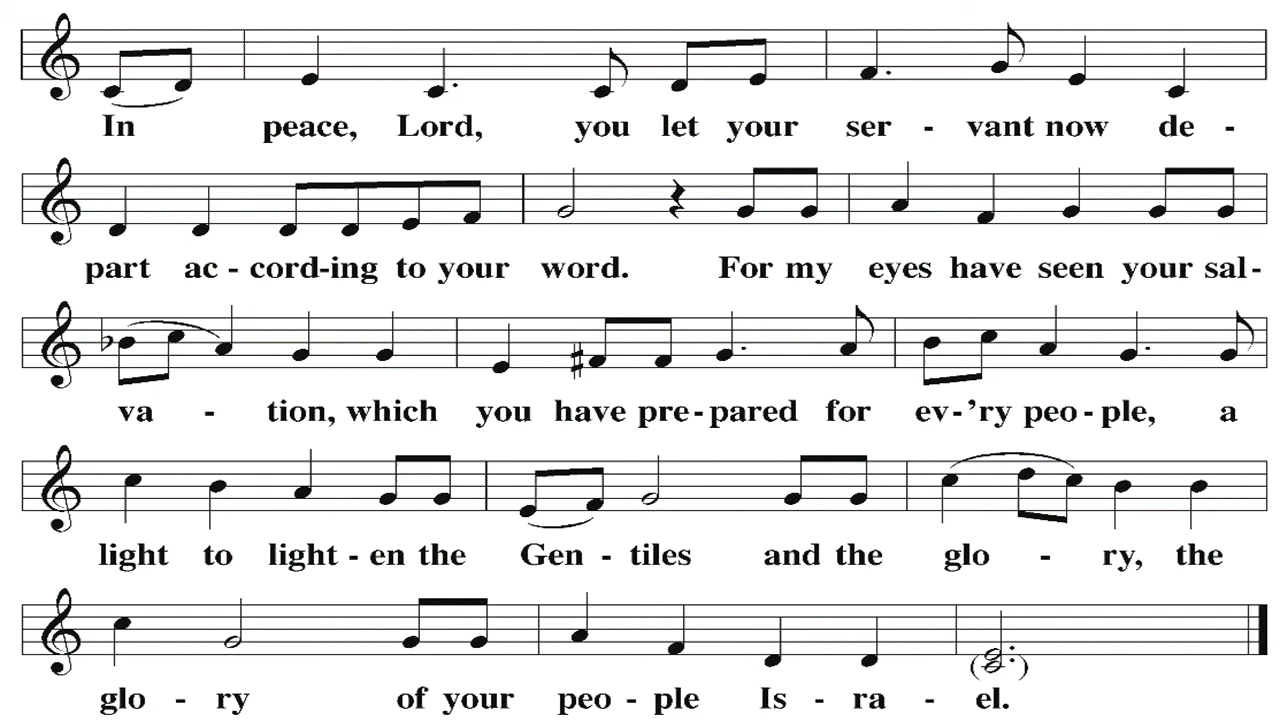 In peace, Lord, you let your ser - vant now de -
part ac - cord-ing to your word. For my eyes have seen your sal -
va - tion, which you have pre - pared for ev-’ry peo - ple, a
light to light - en the Gen - tiles and the glo - ry, the
glo - ry of your peo - ple Is - ra - el.